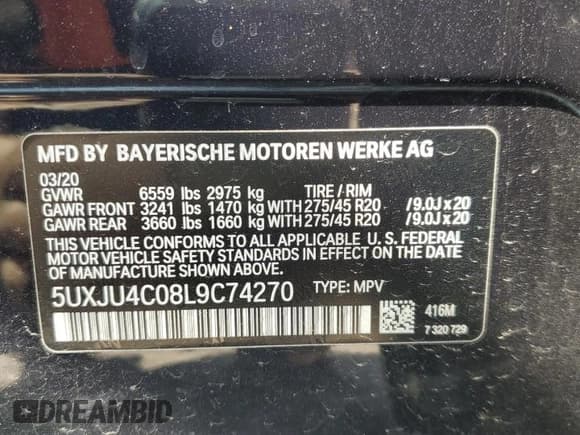 MFD BY BAYERISCHE MOTOREN WERKE AG
03/20
GVWR 6559 lbs 2975 kg TIRE / RIM
GAWR FRONT 3241 lbs 1470 kg WITH 275/45 R20 /9.0J x 20
GAWR REAR 3660 lbs 1660 kg WITH 275/45 R20 /9.0J x 20
THIS VEHICLE CONFORMS TO ALL APPLICABLE U. S. FEDERAL
MOTOR VEHICLE SAFETY STANDARDS IN EFFECT ON THE
DATE OF MANUFACTURE SHOWN ABOVE.
5UXJU4C08L9C74270 TYPE: MPV
416M
7 320 729
DREAMBID